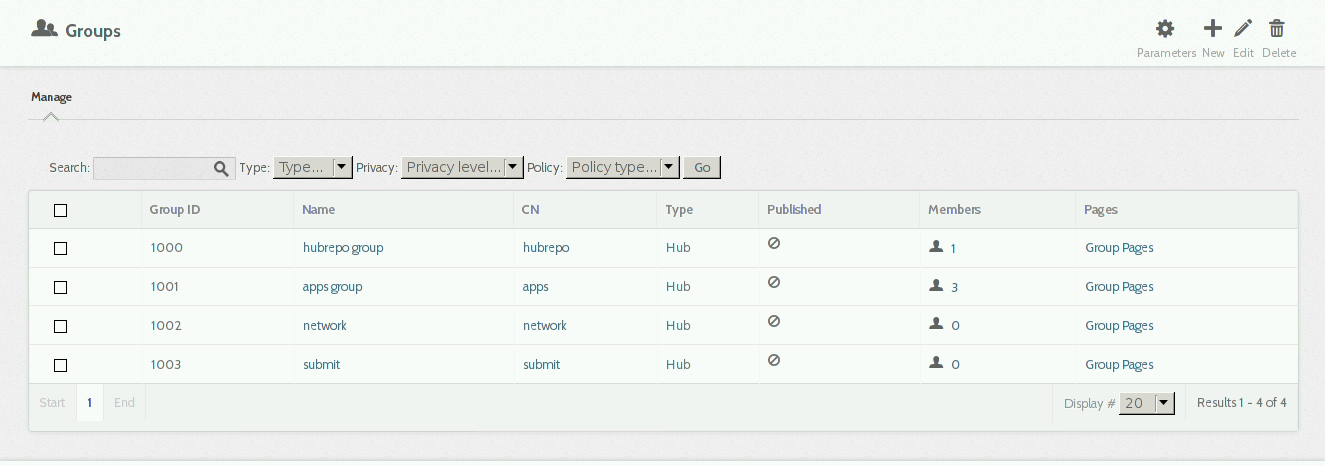 Groups
Parameters New Edit Delete
Manage
Search: Type: Type... Privacy: Privacy level... Policy: Policy type... Go
Group ID Name CN Type Published Members Pages
1000 hubrepo group hubrepo Hub 1 Group Pages
1001 apps group apps Hub 3 Group Pages
1002 network network Hub 0 Group Pages
1003 submit submit Hub 0 Group Pages
Start 1 End Display # 20 Results 1 - 4 of 4